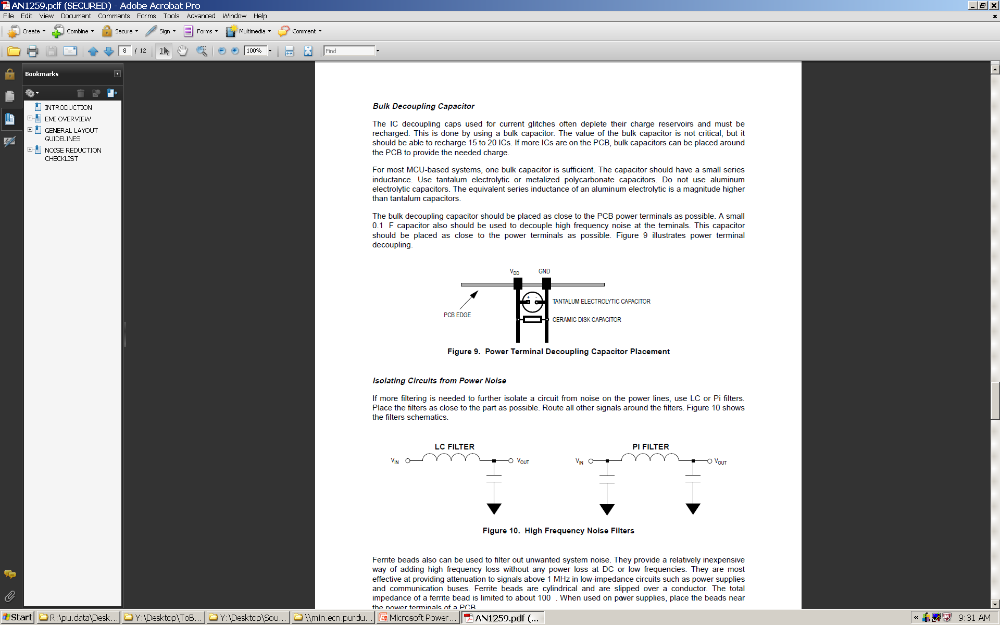 AN1259.pdf (SECURED) - Adobe Acrobat Pro
File Edit View Document Comments Forms Tools Advanced Window Help
Create Combine Secure Sign Forms Multimedia Comment
8 / 12 100% Find
Bookmarks
INTRODUCTION
EMI OVERVIEW
GENERAL LAYOUT
GUIDELINES
NOISE REDUCTION
CHECKLIST
Bulk Decoupling Capacitor
The IC decoupling caps used for current glitches often deplete their charge reservoirs and must be
recharged. This is done by using a bulk capacitor. The value of the bulk capacitor is not critical, but it
should be able to recharge 15 to 20 ICs. If more ICs are on the PCB, bulk capacitors can be placed around
the PCB to provide the needed charge.
For most MCU-based systems, one bulk capacitor is sufficient. The capacitor should have a small series
inductance. Use tantalum electrolytic or metalized polycarbonate capacitors. Do not use aluminum
electrolytic capacitors. The equivalent series inductance of an aluminum electrolytic is a magnitude higher
than tantalum capacitors.
The bulk decoupling capacitor should be placed as close to the PCB power terminals as possible. A small
0.1 F capacitor also should be used to decouple high frequency noise at the terminals. This capacitor
should be placed as close to the power terminals as possible. Figure 9 illustrates power terminal
decoupling.
VDD GND
+ -
TANTALUM ELECTROLYTIC CAPACITOR
PCB EDGE
CERAMIC DISK CAPACITOR
Figure 9. Power Terminal Decoupling Capacitor Placement
Isolating Circuits from Power Noise
If more filtering is needed to further isolate a circuit from noise on the power lines, use LC or Pi filters.
Place the filters as close to the part as possible. Route all other signals around the filters. Figure 10 shows
the filters schematics.
LC FILTER PI FILTER
VIN VOUT VIN VOUT
Figure 10. High Frequency Noise Filters
Ferrite beads also can be used to filter out unwanted system noise. They provide a relatively inexpensive
way of adding high frequency loss without any power loss at DC or low frequencies. They are most
effective at providing attenuation to signals above 1 MHz in low-impedance circuits such as power supplies
and communication buses. Ferrite beads are cylindrical and are slipped over a conductor. The total
impedance of a ferrite bead is limited to about 100 . When used on power supplies, place the beads near
the power terminals of a PCB.
Start R:\pu.data\Desk... Y:\Desktop\ToB... Y:\Desktop\Sou... \\min.ecn.purdu... Microsoft Power... AN1259.pdf (... « 9:31 AM